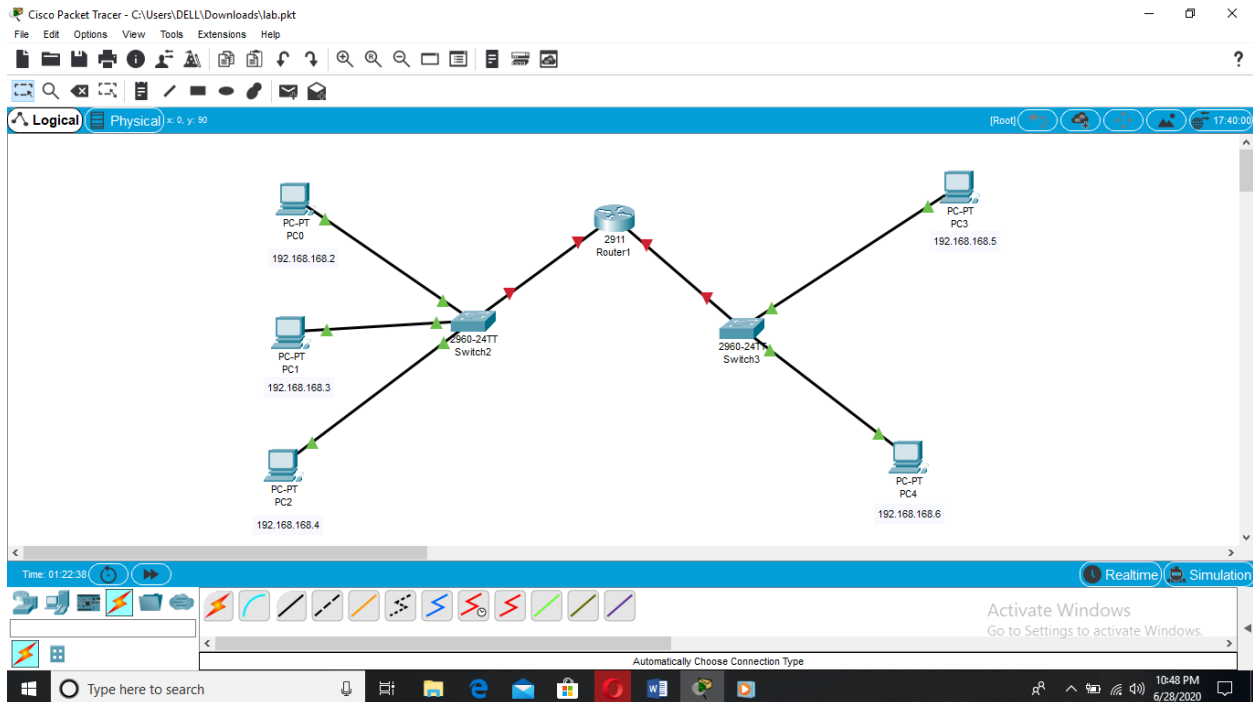 Cisco Packet Tracer - C:\Users\DELL\Downloads\lab.pkt
File Edit Options View Tools Extensions Help
?
Logical Physical x: 0, y: 90 [Root] 17:40:00
PC-PT
PC0
192.168.168.2
PC-PT
PC1
192.168.168.3
PC-PT
PC2
192.168.168.4
2960-24TT
Switch2
2911
Router1
2960-24TT
Switch3
PC-PT
PC3
192.168.168.5
PC-PT
PC4
192.168.168.6
Time: 01:22:38 Realtime Simulation
Activate Windows
Go to Settings to activate Windows.
Automatically Choose Connection Type
Type here to search
10:48 PM
6/28/2020